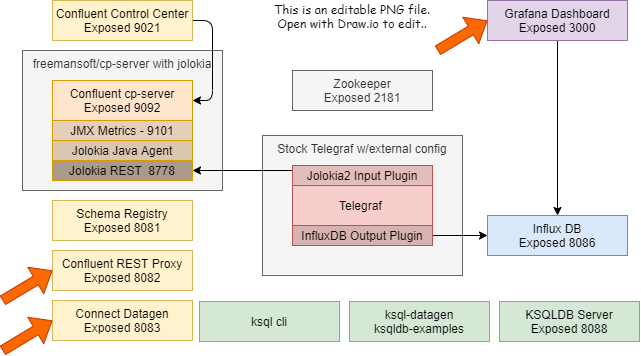 Confluent Control Center
Exposed 9021
This is an editable PNG file.
Open with Draw.io to edit..
Grafana Dashboard
Exposed 3000
freemansoft/cp-server with jolokia
Confluent cp-server
Exposed 9092
JMX Metrics - 9101
Jolokia Java Agent
Jolokia REST  8778
Zookeeper
Exposed 2181
Stock Telegraf w/external config
Jolokia2 Input Plugin
Telegraf
InfluxDB Output Plugin
Schema Registry
Exposed 8081
Influx DB
Exposed 8086
Confluent REST Proxy
Exposed 8082
Connect Datagen
Exposed 8083
ksql cli
ksql-datagen
ksqldb-examples
KSQLDB Server
Exposed 8088